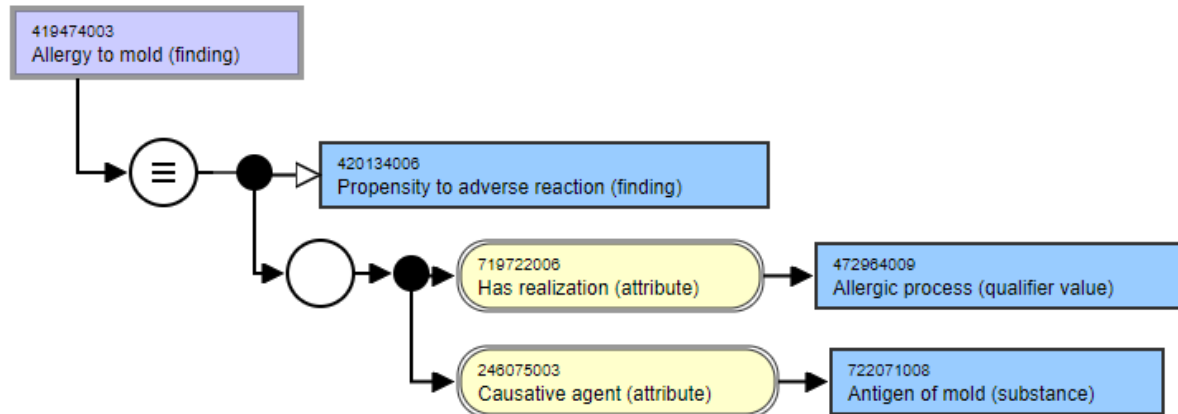 419474003
Allergy to mold (finding)
420134006
Propensity to adverse reaction (finding)
719722006
Has realization (attribute)
472964009
Allergic process (qualifier value)
246075003
Causative agent (attribute)
722071008
Antigen of mold (substance)